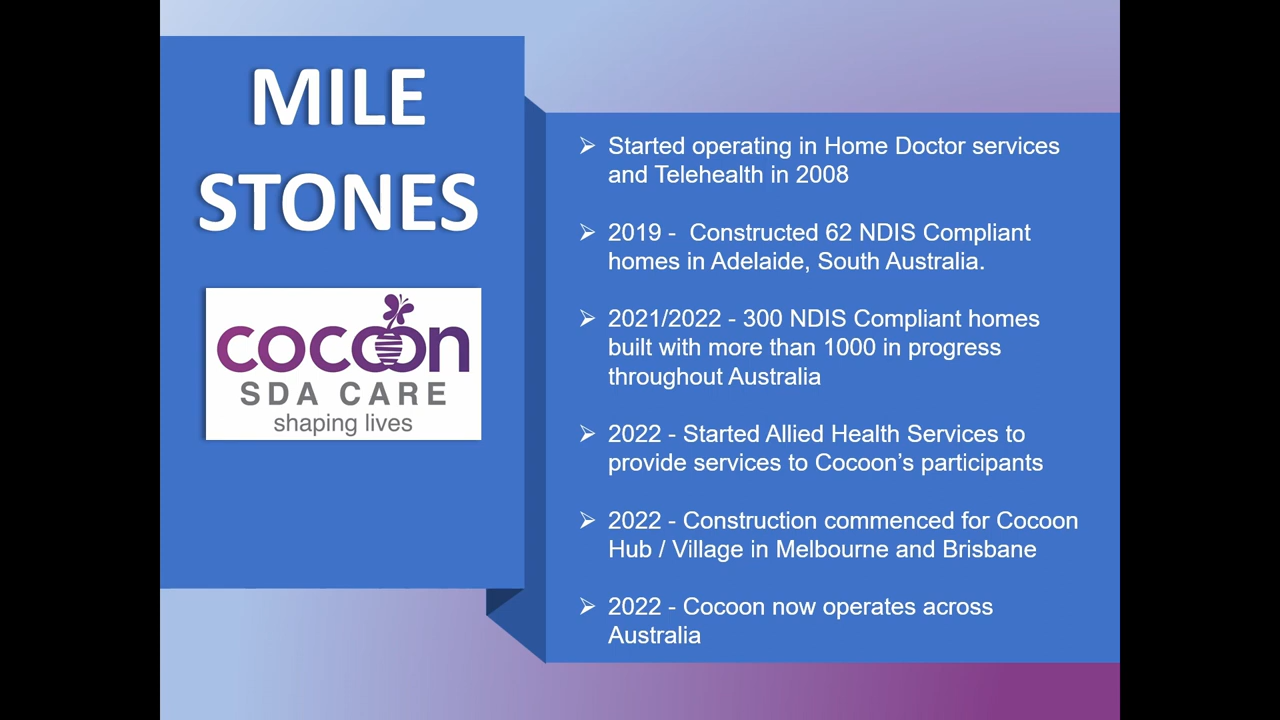 MILE
STONES
cocoon
SDA CARE
shaping lives
➢ Started operating in Home Doctor services
and Telehealth in 2008
➢ 2019 - Constructed 62 NDIS Compliant
homes in Adelaide, South Australia.
➢ 2021/2022 - 300 NDIS Compliant homes
built with more than 1000 in progress
throughout Australia
➢ 2022 - Started Allied Health Services to
provide services to Cocoon’s participants
➢ 2022 - Construction commenced for Cocoon
Hub / Village in Melbourne and Brisbane
➢ 2022 - Cocoon now operates across
Australia